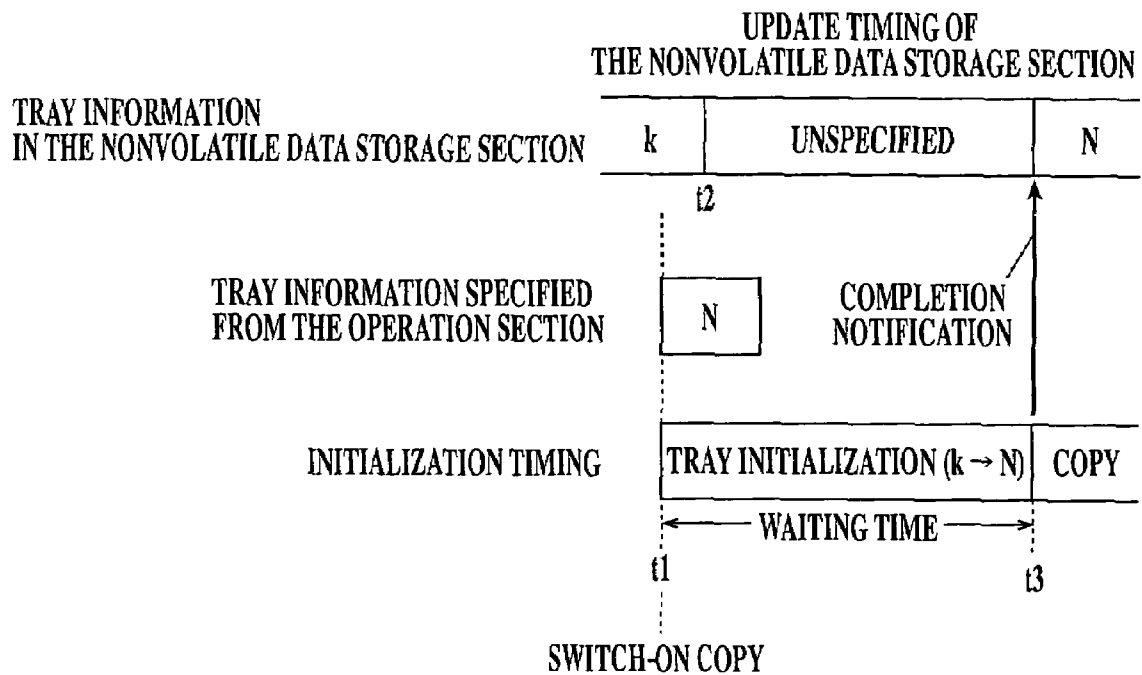 UPDATE TIMING OF
THE NONVOLATILE DATA STORAGE SECTION
TRAY INFORMATION
IN THE NONVOLATILE DATA STORAGE SECTION
k
UNSPECIFIED
N
t2
TRAY INFORMATION SPECIFIED
FROM THE OPERATION SECTION
N
COMPLETION
NOTIFICATION
INITIALIZATION TIMING
TRAY INITIALIZATION (k → N)
COPY
WAITING TIME
t1
t3
SWITCH-ON COPY